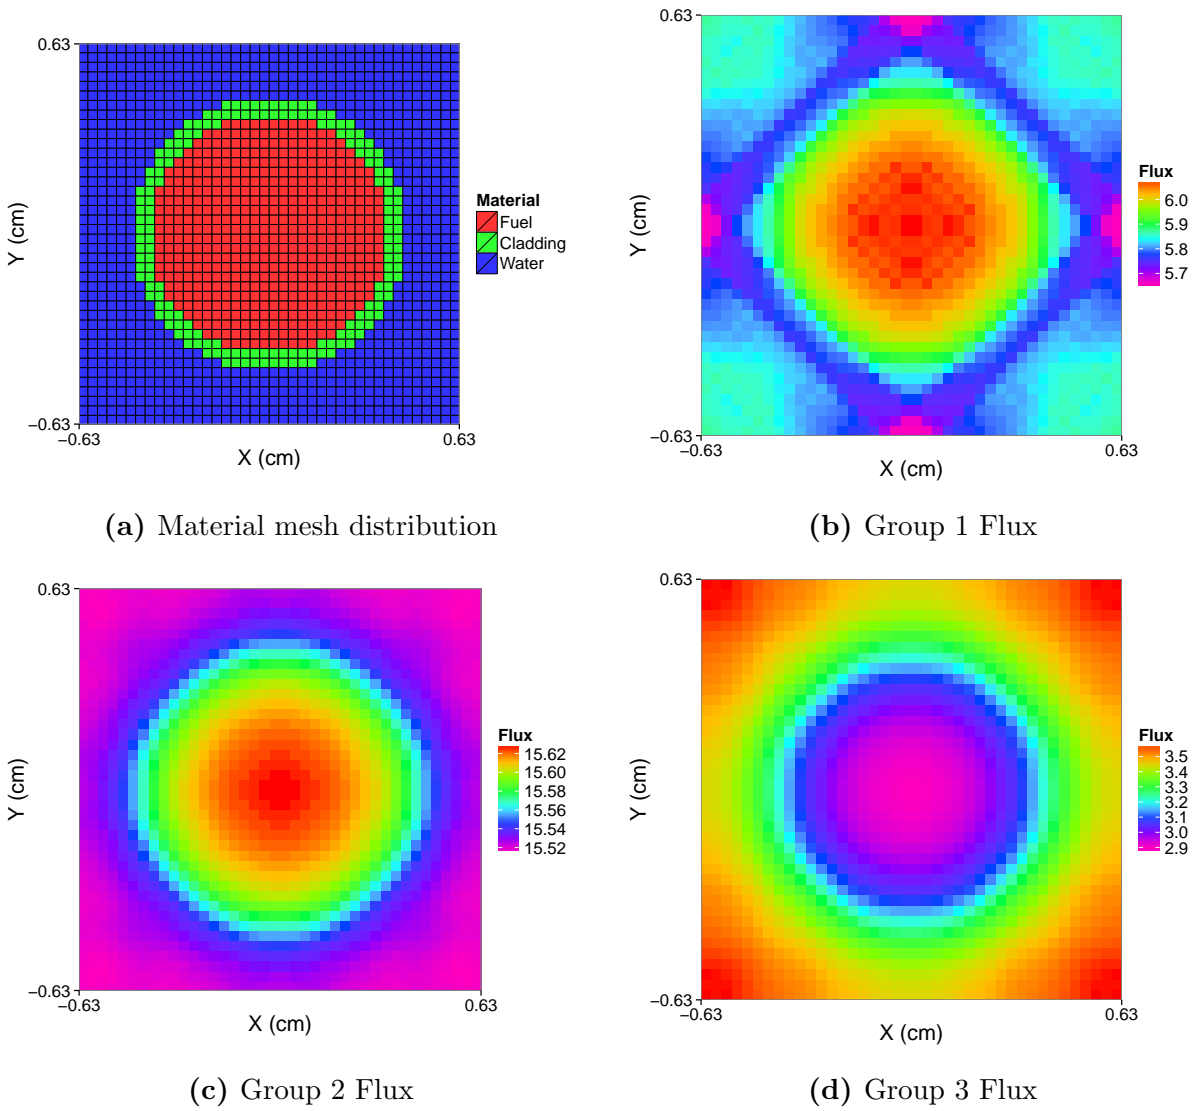 0.63
Y (cm)
−0.63
−0.63
0.63
X (cm)
Material
Fuel
Cladding
Water
(a) Material mesh distribution
0.63
Y (cm)
−0.63
−0.63
0.63
X (cm)
Flux
6.0
5.9
5.8
5.7
(b) Group 1 Flux
0.63
Y (cm)
−0.63
−0.63
0.63
X (cm)
Flux
15.62
15.60
15.58
15.56
15.54
15.52
(c) Group 2 Flux
0.63
Y (cm)
−0.63
−0.63
0.63
X (cm)
Flux
3.5
3.4
3.3
3.2
3.1
3.0
2.9
(d) Group 3 Flux